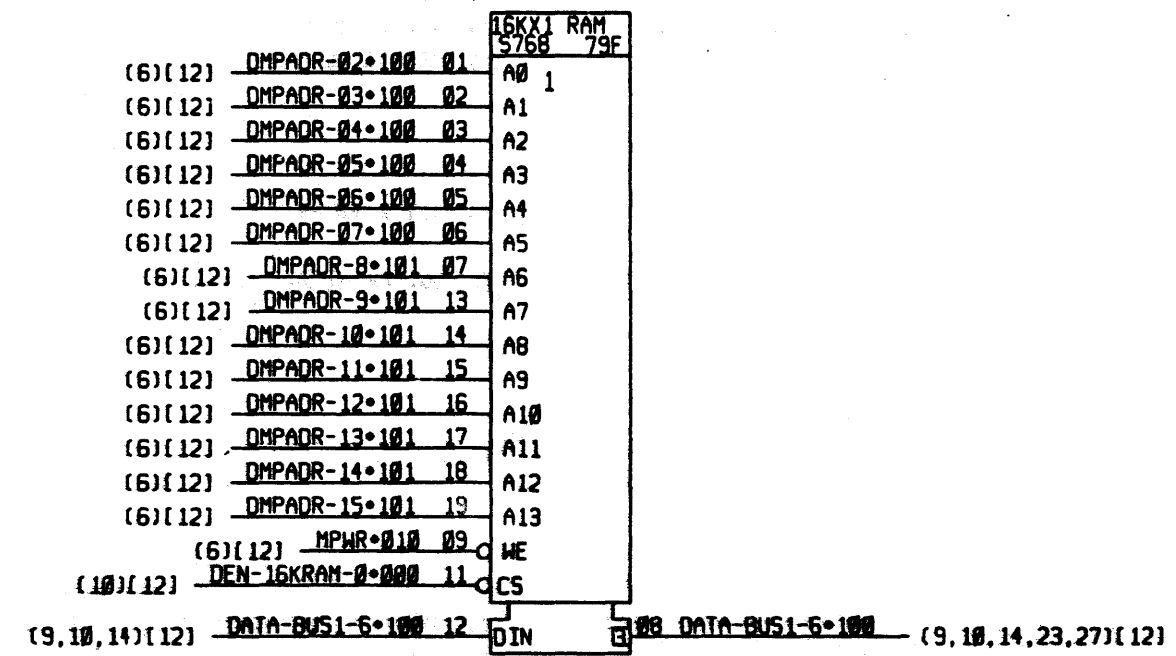 16KX1 RAM
S768 79F
(6)[12] DMPADR-02•100 01 A0 1
(6)[12] DMPADR-03•100 02 A1
(6)[12] DMPADR-04•100 03 A2
(6)[12] DMPADR-05•100 04 A3
(6)[12] DMPADR-06•100 05 A4
(6)[12] DMPADR-07•100 06 A5
(6)[12] DMPADR-8•101 07 A6
(6)[12] DMPADR-9•101 13 A7
(6)[12] DMPADR-10•101 14 A8
(6)[12] DMPADR-11•101 15 A9
(6)[12] DMPADR-12•101 16 A10
(6)[12] DMPADR-13•101 17 A11
(6)[12] DMPADR-14•101 18 A12
(6)[12] DMPADR-15•101 19 A13
(6)[12] MPWR•010 09 WE
(10)[12] DEN-16KRAM-0•000 11 CS
(9,10,14)[12] DATA-BUS1-6•100 12 DIN 08 DATA-BUS1-6•100 (9,10,14,23,27)[12]